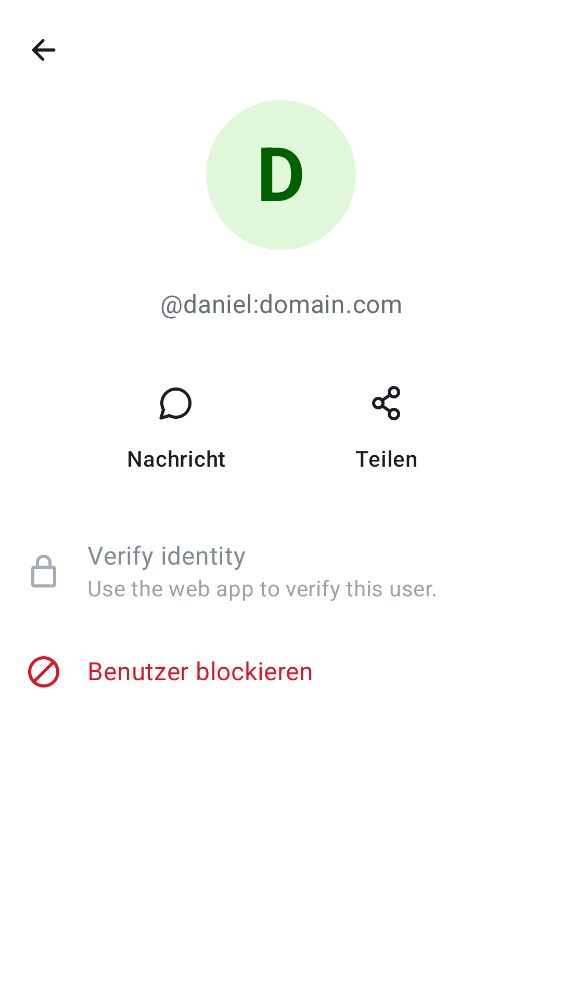 D
@daniel:domain.com
Nachricht
Teilen
Verify identity
Use the web app to verify this user.
Benutzer blockieren